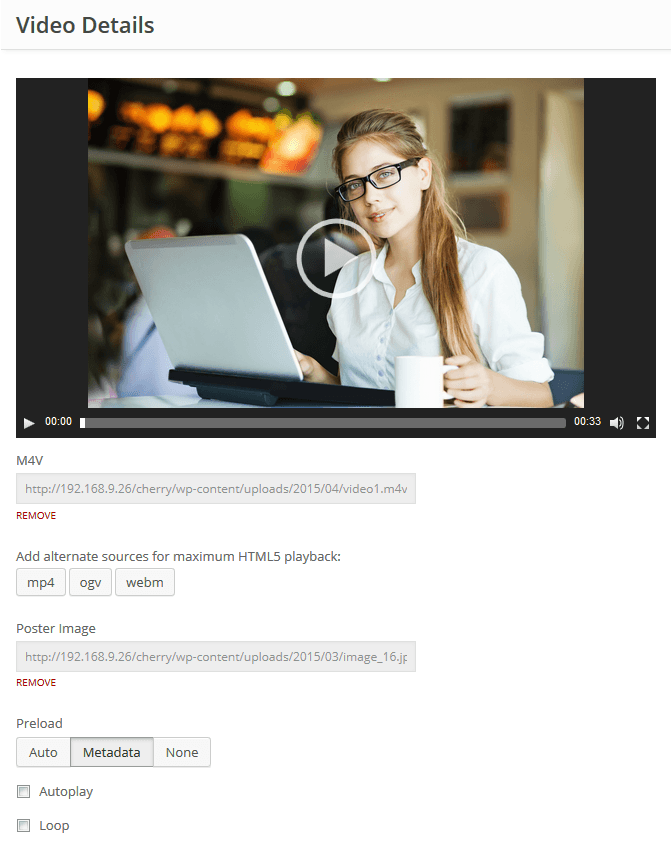 Video Details
00:00
00:33
M4V
http://192.168.9.26/cherry/wp-content/uploads/2015/04/video1.m4v
REMOVE
Add alternate sources for maximum HTML5 playback:
mp4 ogv webm
Poster Image
http://192.168.9.26/cherry/wp-content/uploads/2015/03/image_16.jp
REMOVE
Preload
Auto Metadata None
Autoplay
Loop